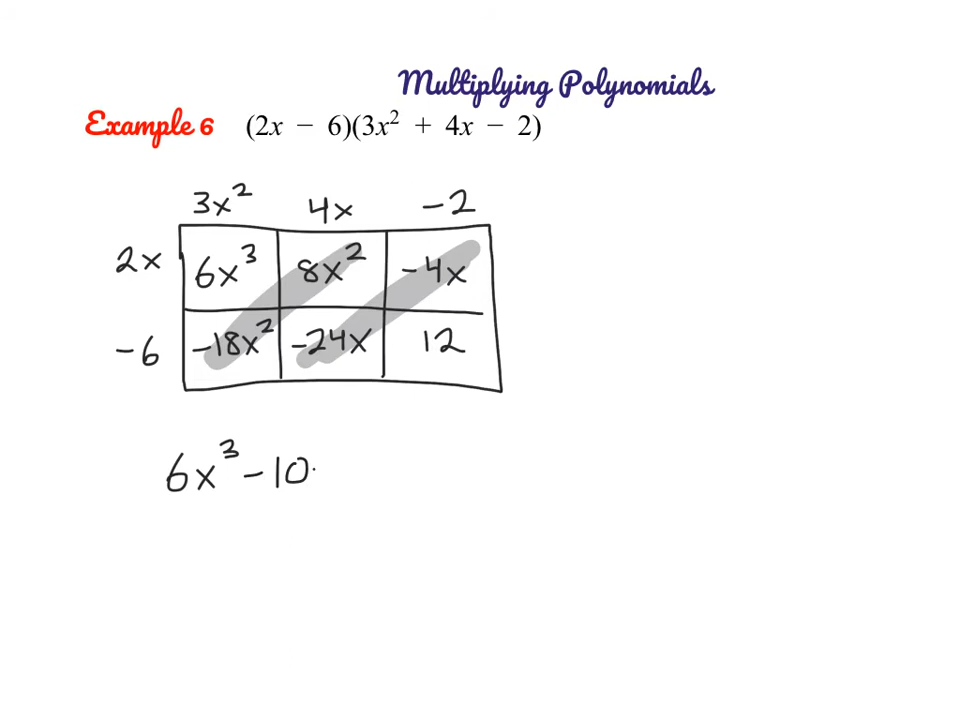 Multiplying Polynomials
Example 6 (2x − 6)(3x² + 4x − 2)
3x² 4x −2
2x 6x³ 8x² −4x
−6 −18x² −24x 12
6x³ −10